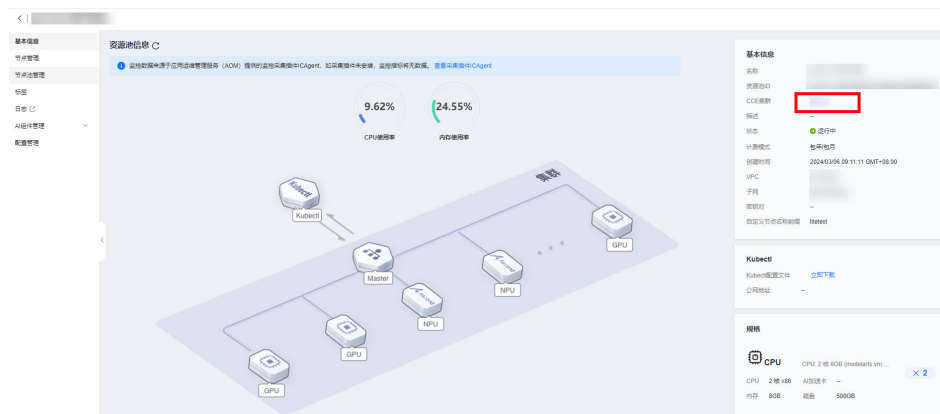 基本信息
节点管理
节点池管理
标签
日志
AI组件管理
配置管理
资源池信息
监控数据来源于应用运维管理服务（AOM）提供的监控采集插件ICAgent，如采集插件未安装，监控指标将无数据。 查看采集插件ICAgent
9.62%
CPU使用率
24.55%
内存使用率
集群
Kubectl
Kubectl
Master
GPU
Ascend
NPU
Ascend
NPU
GPU
GPU
基本信息
名称
资源池ID
CCE集群
描述 --
状态 运行中
计费模式 包年/包月
创建时间 2024/03/06 09:11:11 GMT+08:00
VPC
子网
密钥对 --
自定义节点名称前缀 litetest
Kubectl
Kubectl配置文件 立即下载
公网地址 --
规格
CPU CPU: 2 核 8GB (modelarts.vm....
× 2
CPU 2 核 x86 AI加速卡 --
内存 8GB 磁盘 500GB